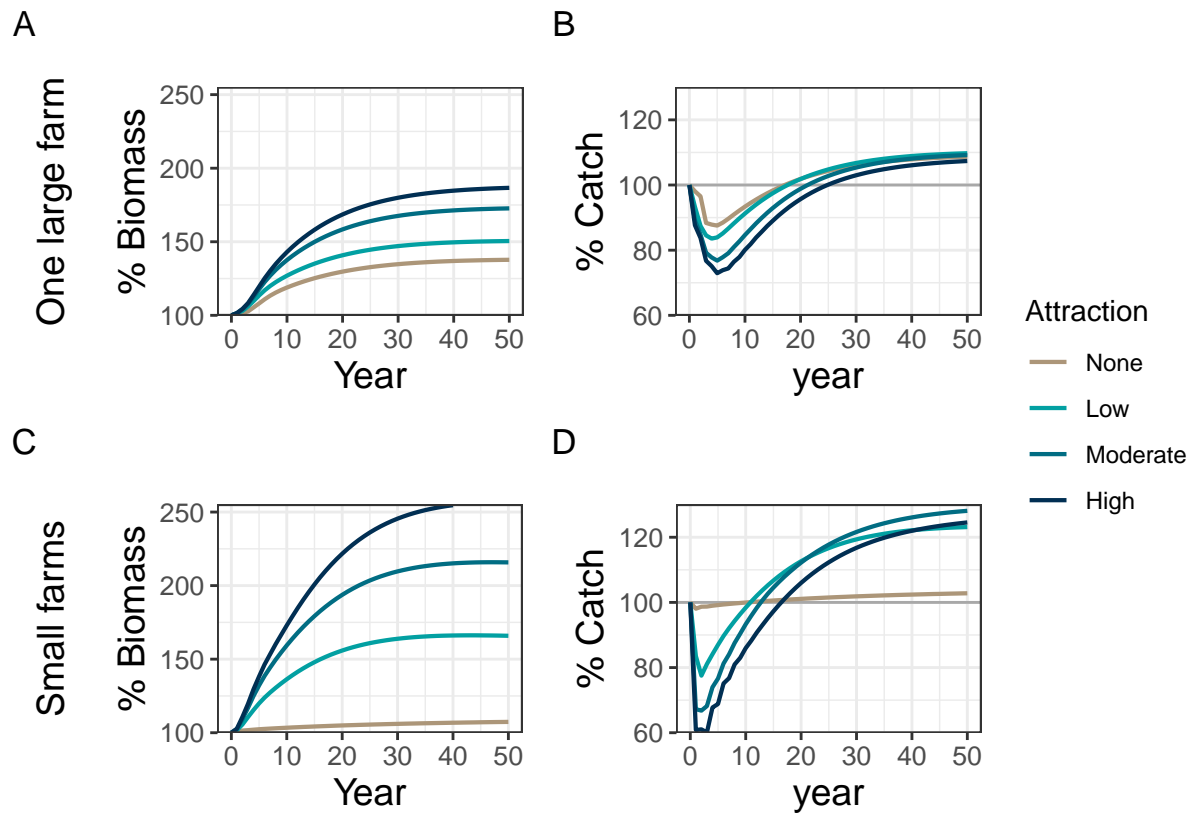 A
One large farm
% Biomass
250
200
150
100
0 10 20 30 40 50
Year
B
% Catch
120
100
80
60
0 10 20 30 40 50
year
C
Small farms
% Biomass
250
200
150
100
0 10 20 30 40 50
Year
D
% Catch
120
100
80
60
0 10 20 30 40 50
year
Attraction
None
Low
Moderate
High